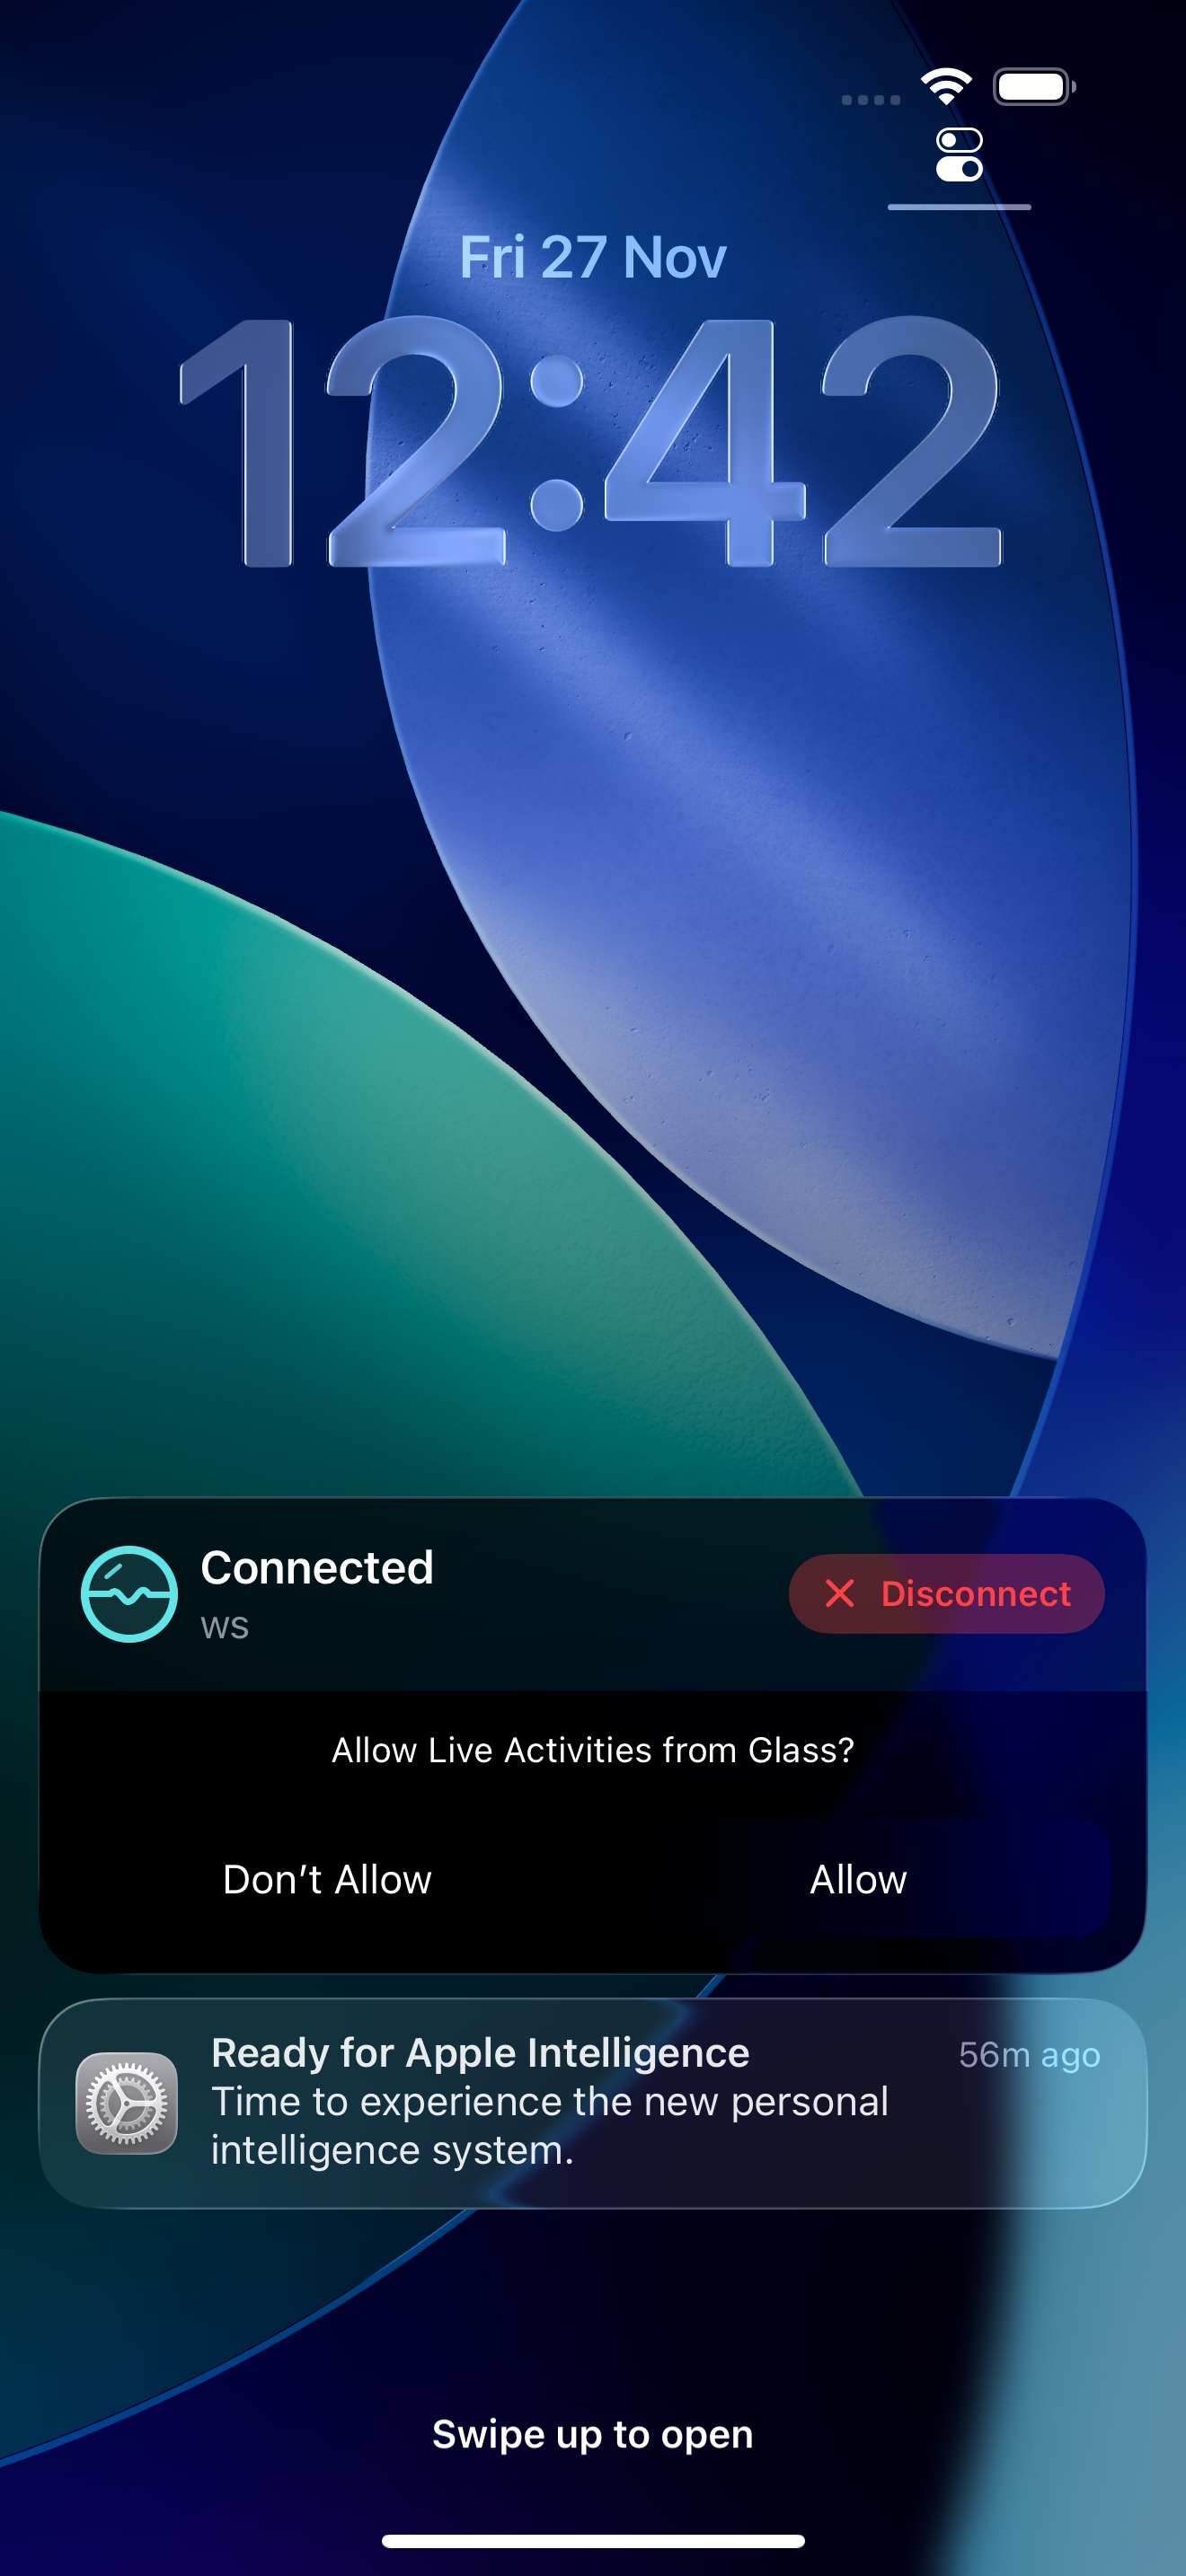 Fri 27 Nov
12:42
Connected
ws
Disconnect
Allow Live Activities from Glass?
Don’t Allow
Allow
Ready for Apple Intelligence
56m ago
Time to experience the new personal
intelligence system.
Swipe up to open